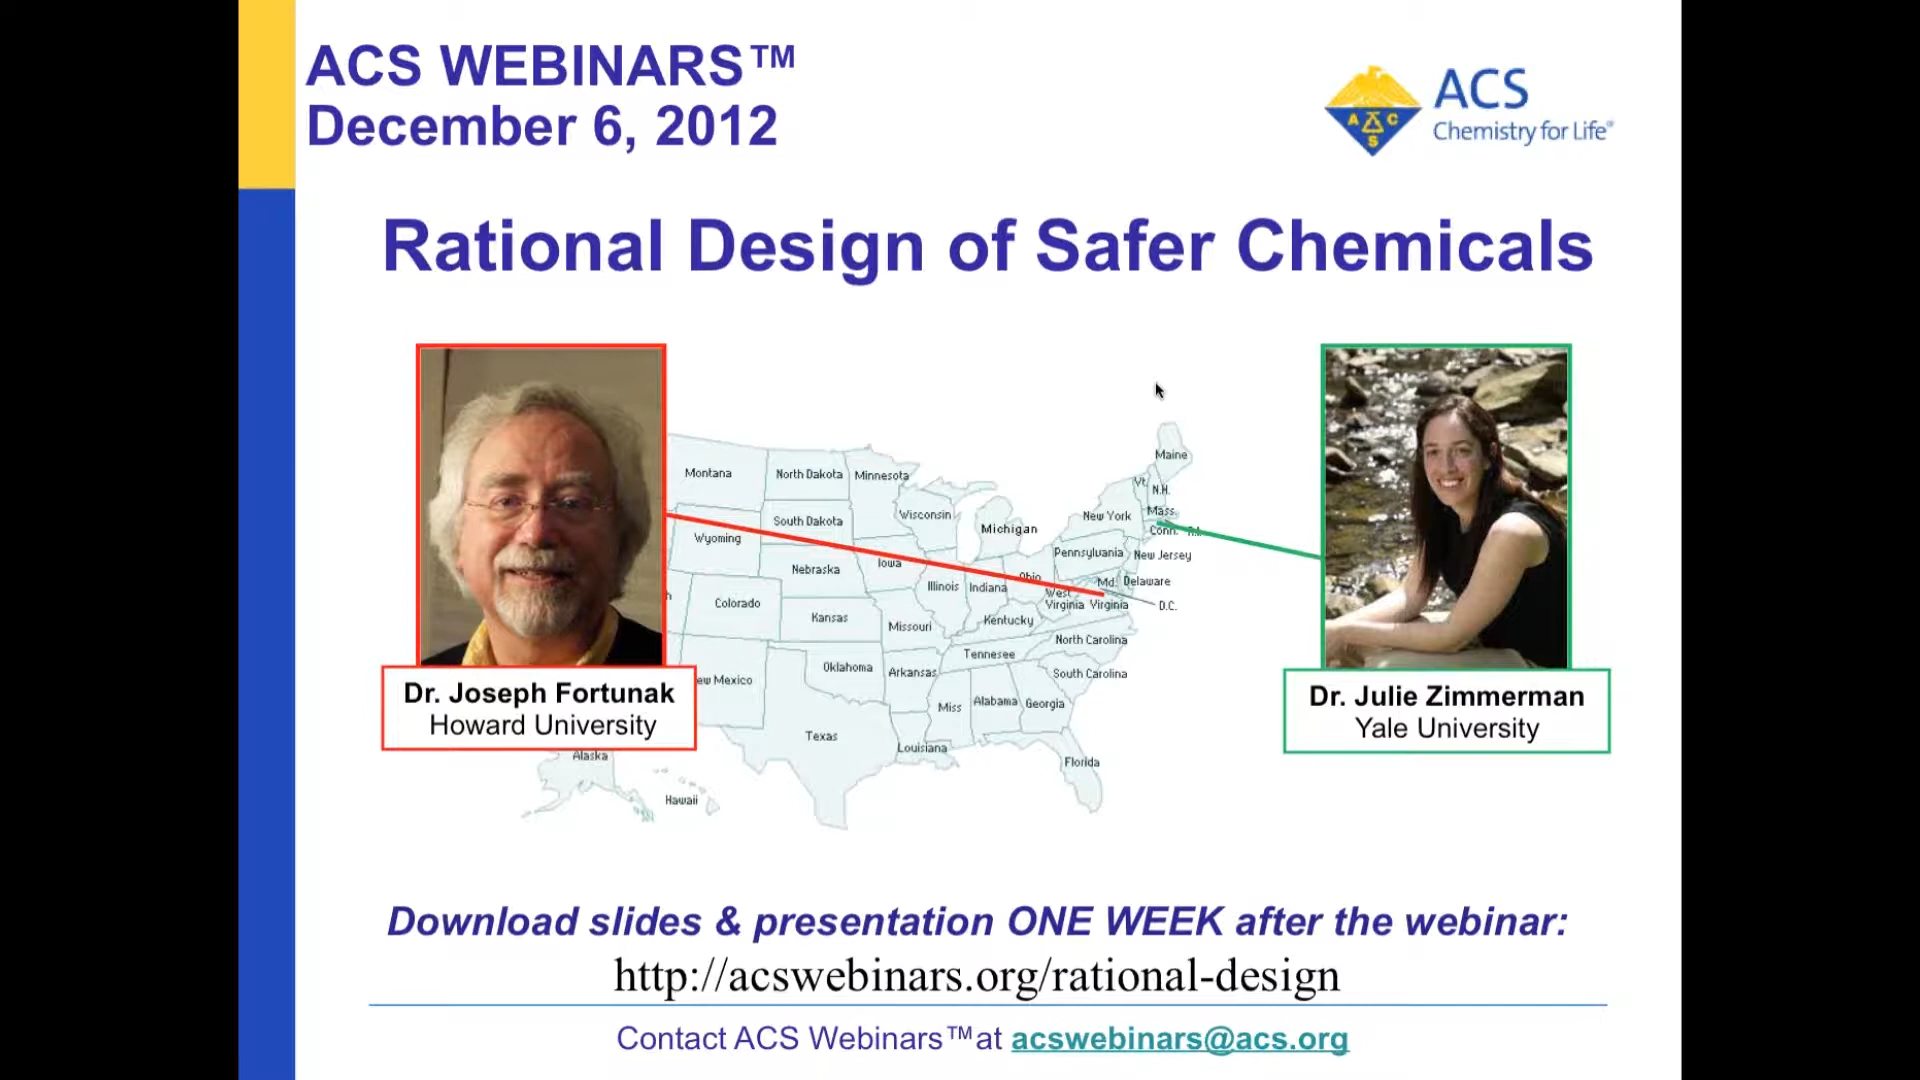 ACS WEBINARS™
December 6, 2012
ACS
Chemistry for Life®
A C S
Rational Design of Safer Chemicals
Maine
Montana
North Dakota
Minnesota
Vt.
N.H.
Mass.
Wisconsin
New York
South Dakota
Michigan
Conn.
R.I.
Wyoming
Pennsylvania
New Jersey
Nebraska
Iowa
Ohio
Illinois
Indiana
Md.
Delaware
West
Virginia
Virginia
D.C.
Colorado
Kansas
Missouri
Kentucky
North Carolina
Tennesee
Oklahoma
Arkansas
South Carolina
ew Mexico
Miss
Alabama
Georgia
Texas
Louisiana
Florida
Alaska
Hawaii
Dr. Joseph Fortunak
Howard University
Dr. Julie Zimmerman
Yale University
Download slides & presentation ONE WEEK after the webinar:
http://acswebinars.org/rational-design
Contact ACS Webinars™at acswebinars@acs.org